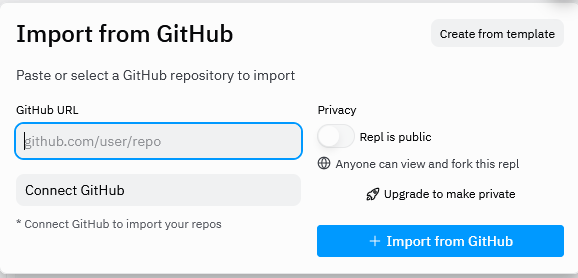 Import from GitHub
Create from template
Paste or select a GitHub repository to import
GitHub URL
github.com/user/repo
Connect GitHub
* Connect GitHub to import your repos
Privacy
Repl is public
Anyone can view and fork this repl
Upgrade to make private
+ Import from GitHub